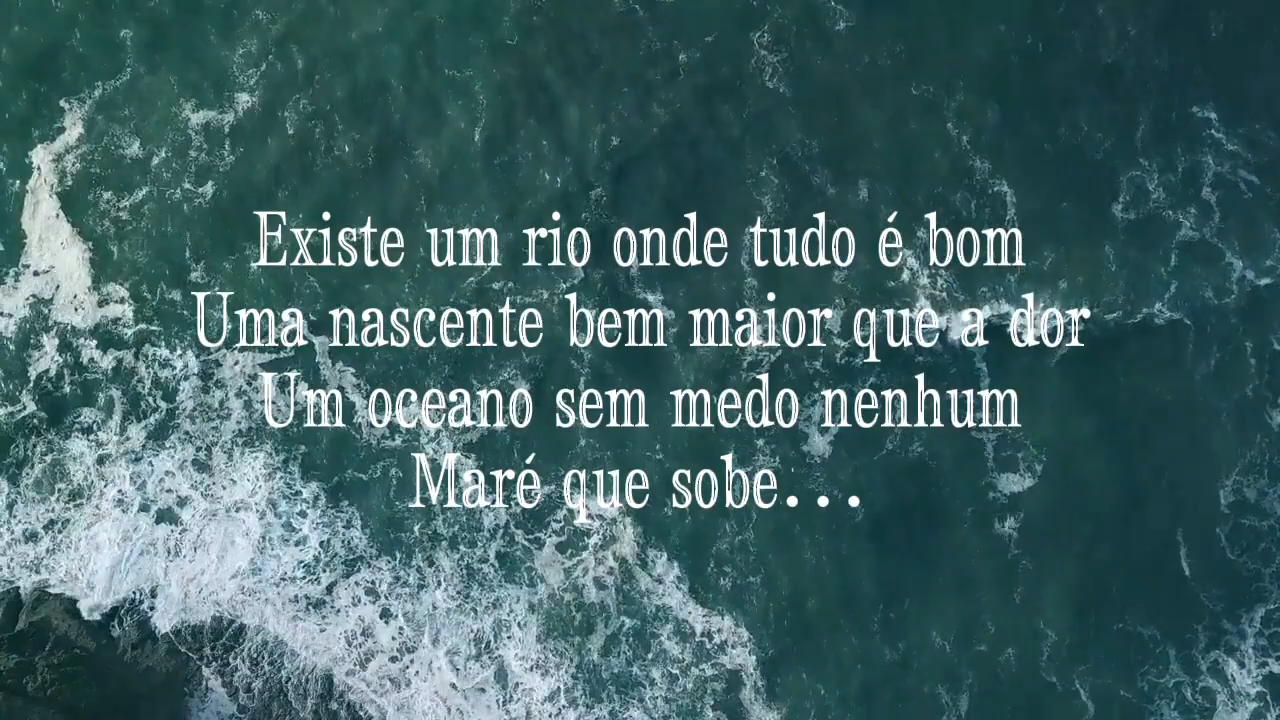 Existe um rio onde tudo é bom
Uma nascente bem maior que a dor
Um oceano sem medo nenhum
Maré que sobe...